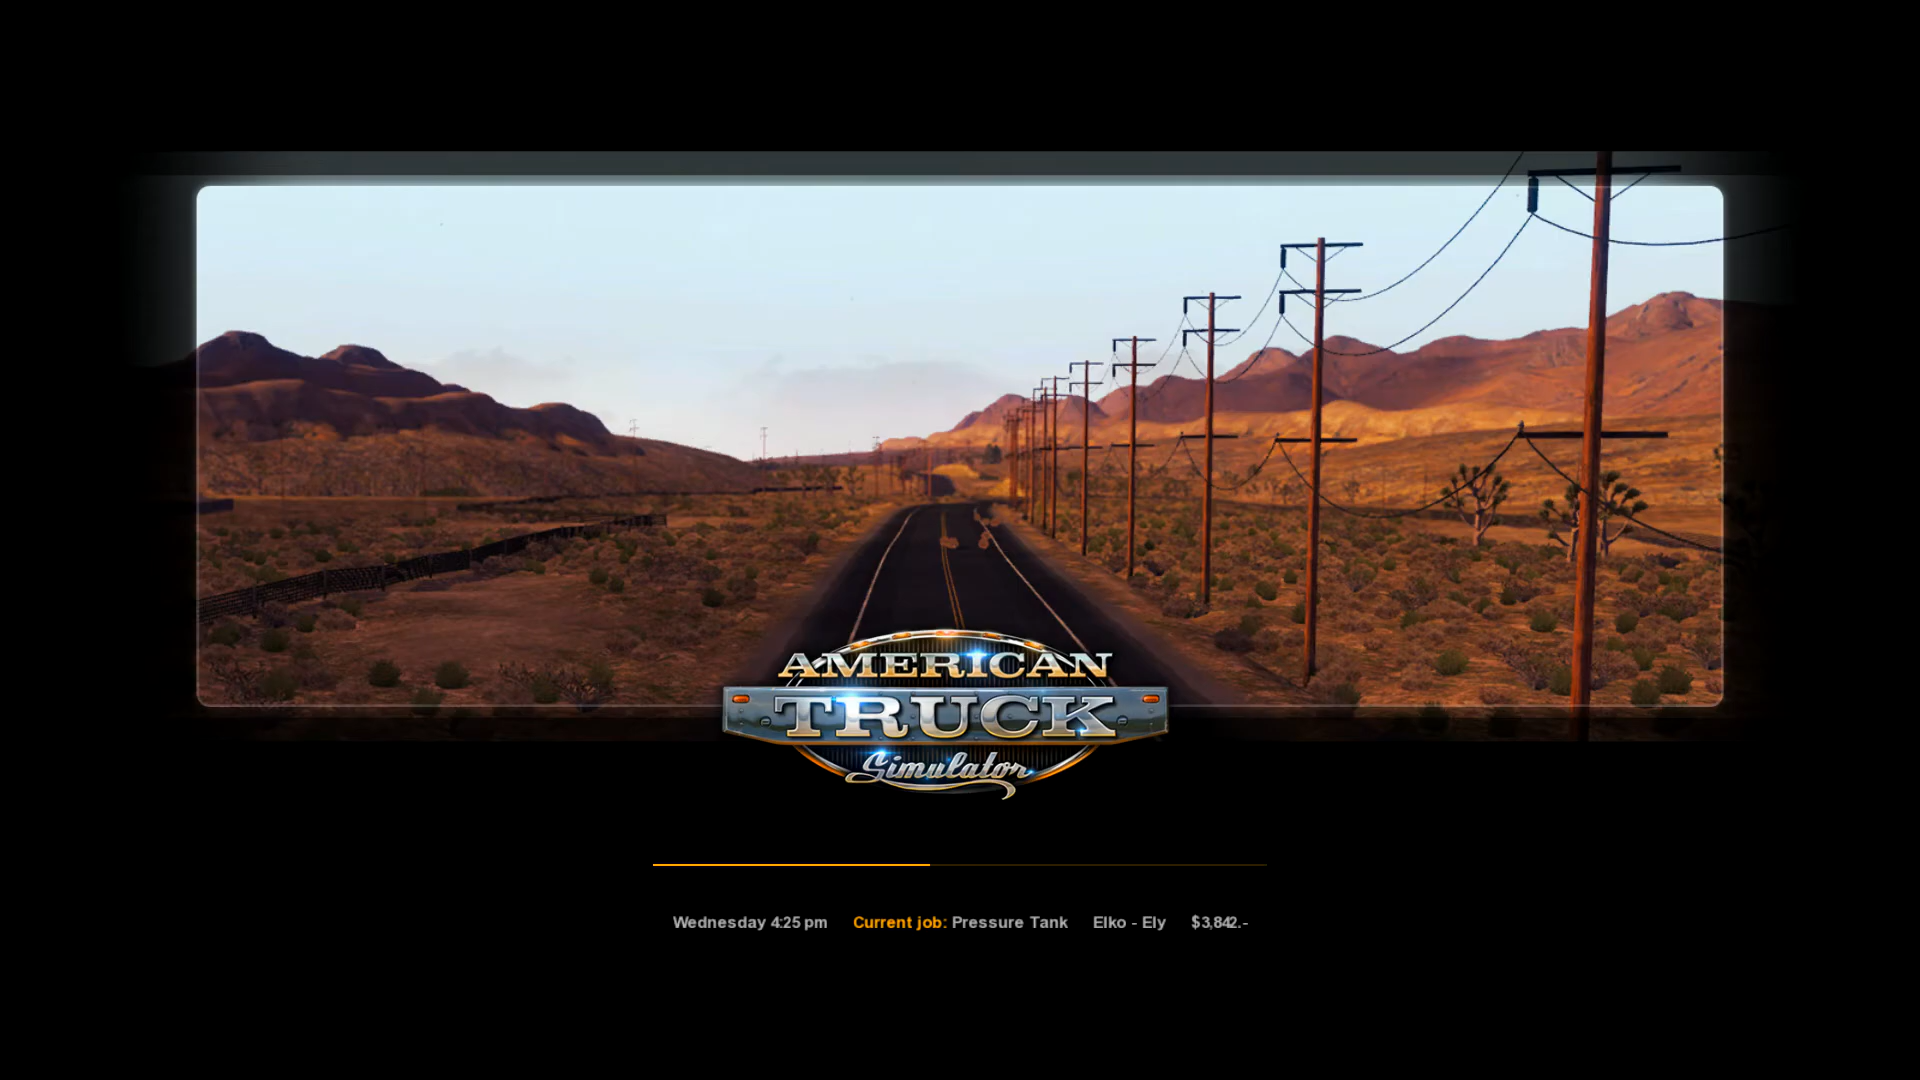 AMERICAN
TRUCK
Simulator
Wednesday 4:25 pm Current job: Pressure Tank Elko - Ely $3,842.-